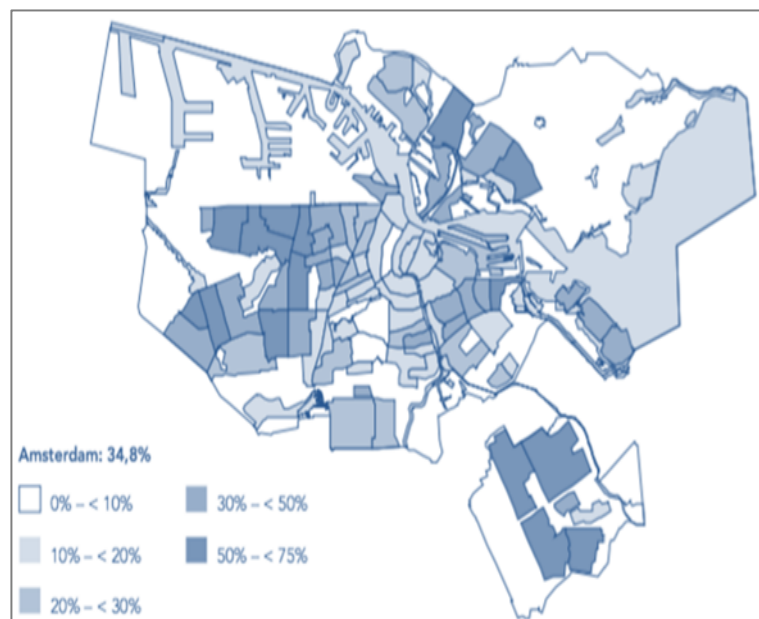 Amsterdam: 34,8%
0% – < 10%
10% – < 20%
20% – < 30%
30% – < 50%
50% – < 75%